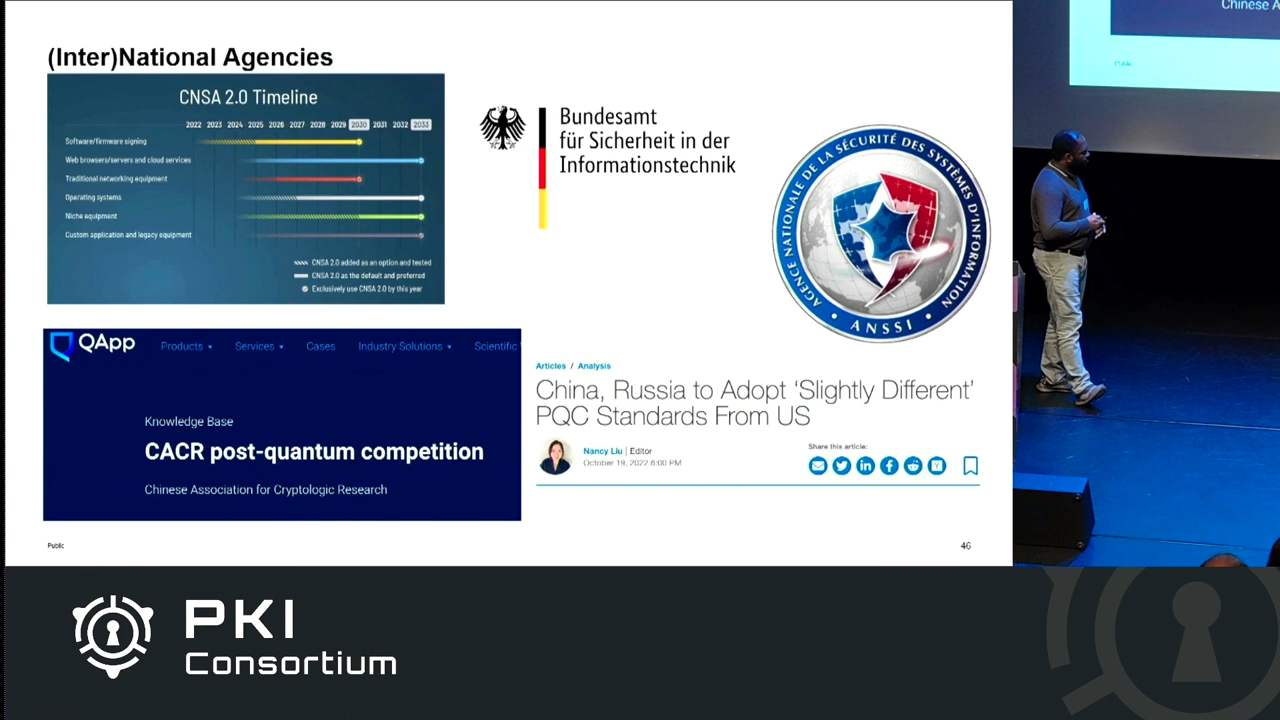 (Inter)National Agencies
CNSA 2.0 Timeline
2022 2023 2024 2025 2026 2027 2028 2029 2030 2031 2032 2033
Software/firmware signing
Web browsers/servers and cloud services
Traditional networking equipment
Operating systems
Niche equipment
Custom application and legacy equipment
CNSA 2.0 added as an option and tested
CNSA 2.0 as the default and preferred
Exclusively use CNSA 2.0 by this year
Bundesamt
für Sicherheit in der
Informationstechnik
AGENCE NATIONALE DE LA SÉCURITÉ DES SYSTÈMES D'INFORMATION
ANSSI
QApp
Products Services Cases Industry Solutions Scientific
Knowledge Base
CACR post-quantum competition
Chinese Association for Cryptologic Research
Articles / Analysis
China, Russia to Adopt ‘Slightly Different’
PQC Standards From US
Nancy Liu | Editor
October 19, 2022 6:00 PM
Share this article:
Public
46
Chinese A
Public
PKI
Consortium